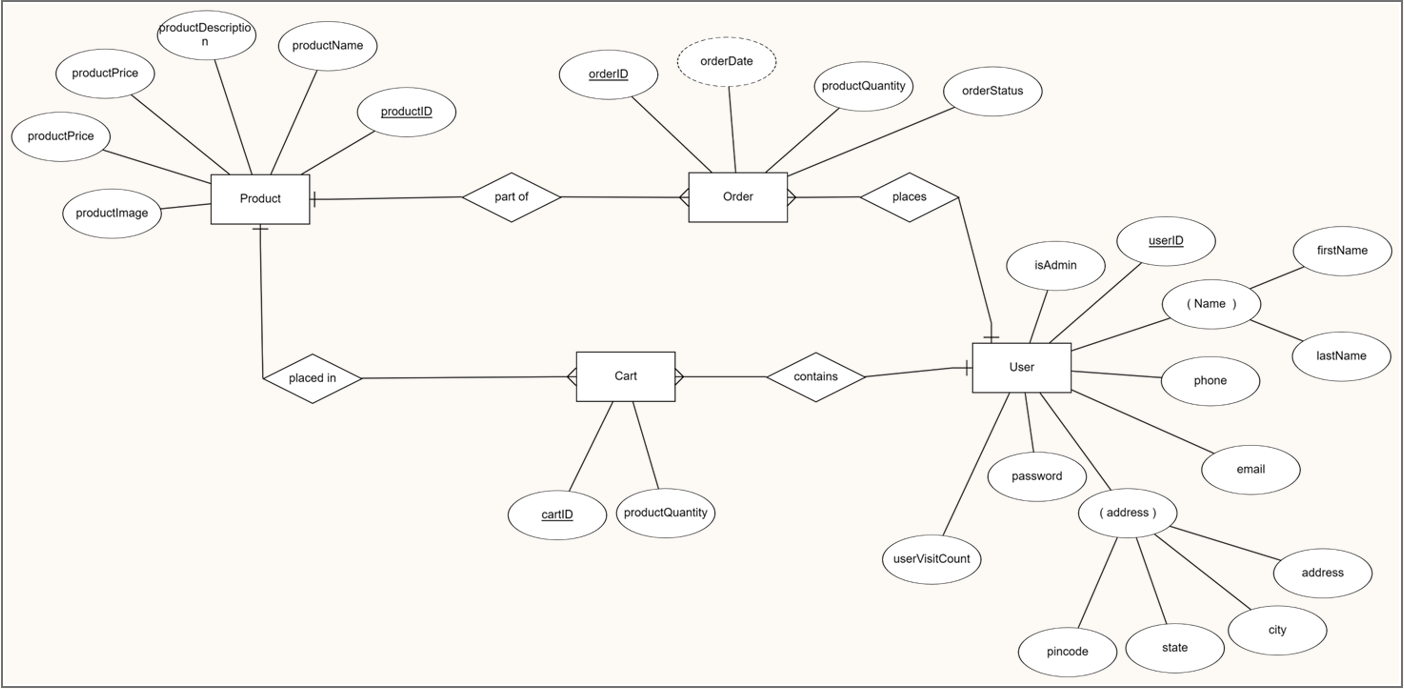 productDescriptio
n
productName
productPrice
productID
productPrice
productImage
Product
part of
orderID
orderDate
productQuantity
orderStatus
Order
places
userID
isAdmin
firstName
( Name )
lastName
User
phone
placed in
Cart
contains
email
password
( address )
cartID
productQuantity
userVisitCount
address
city
state
pincode